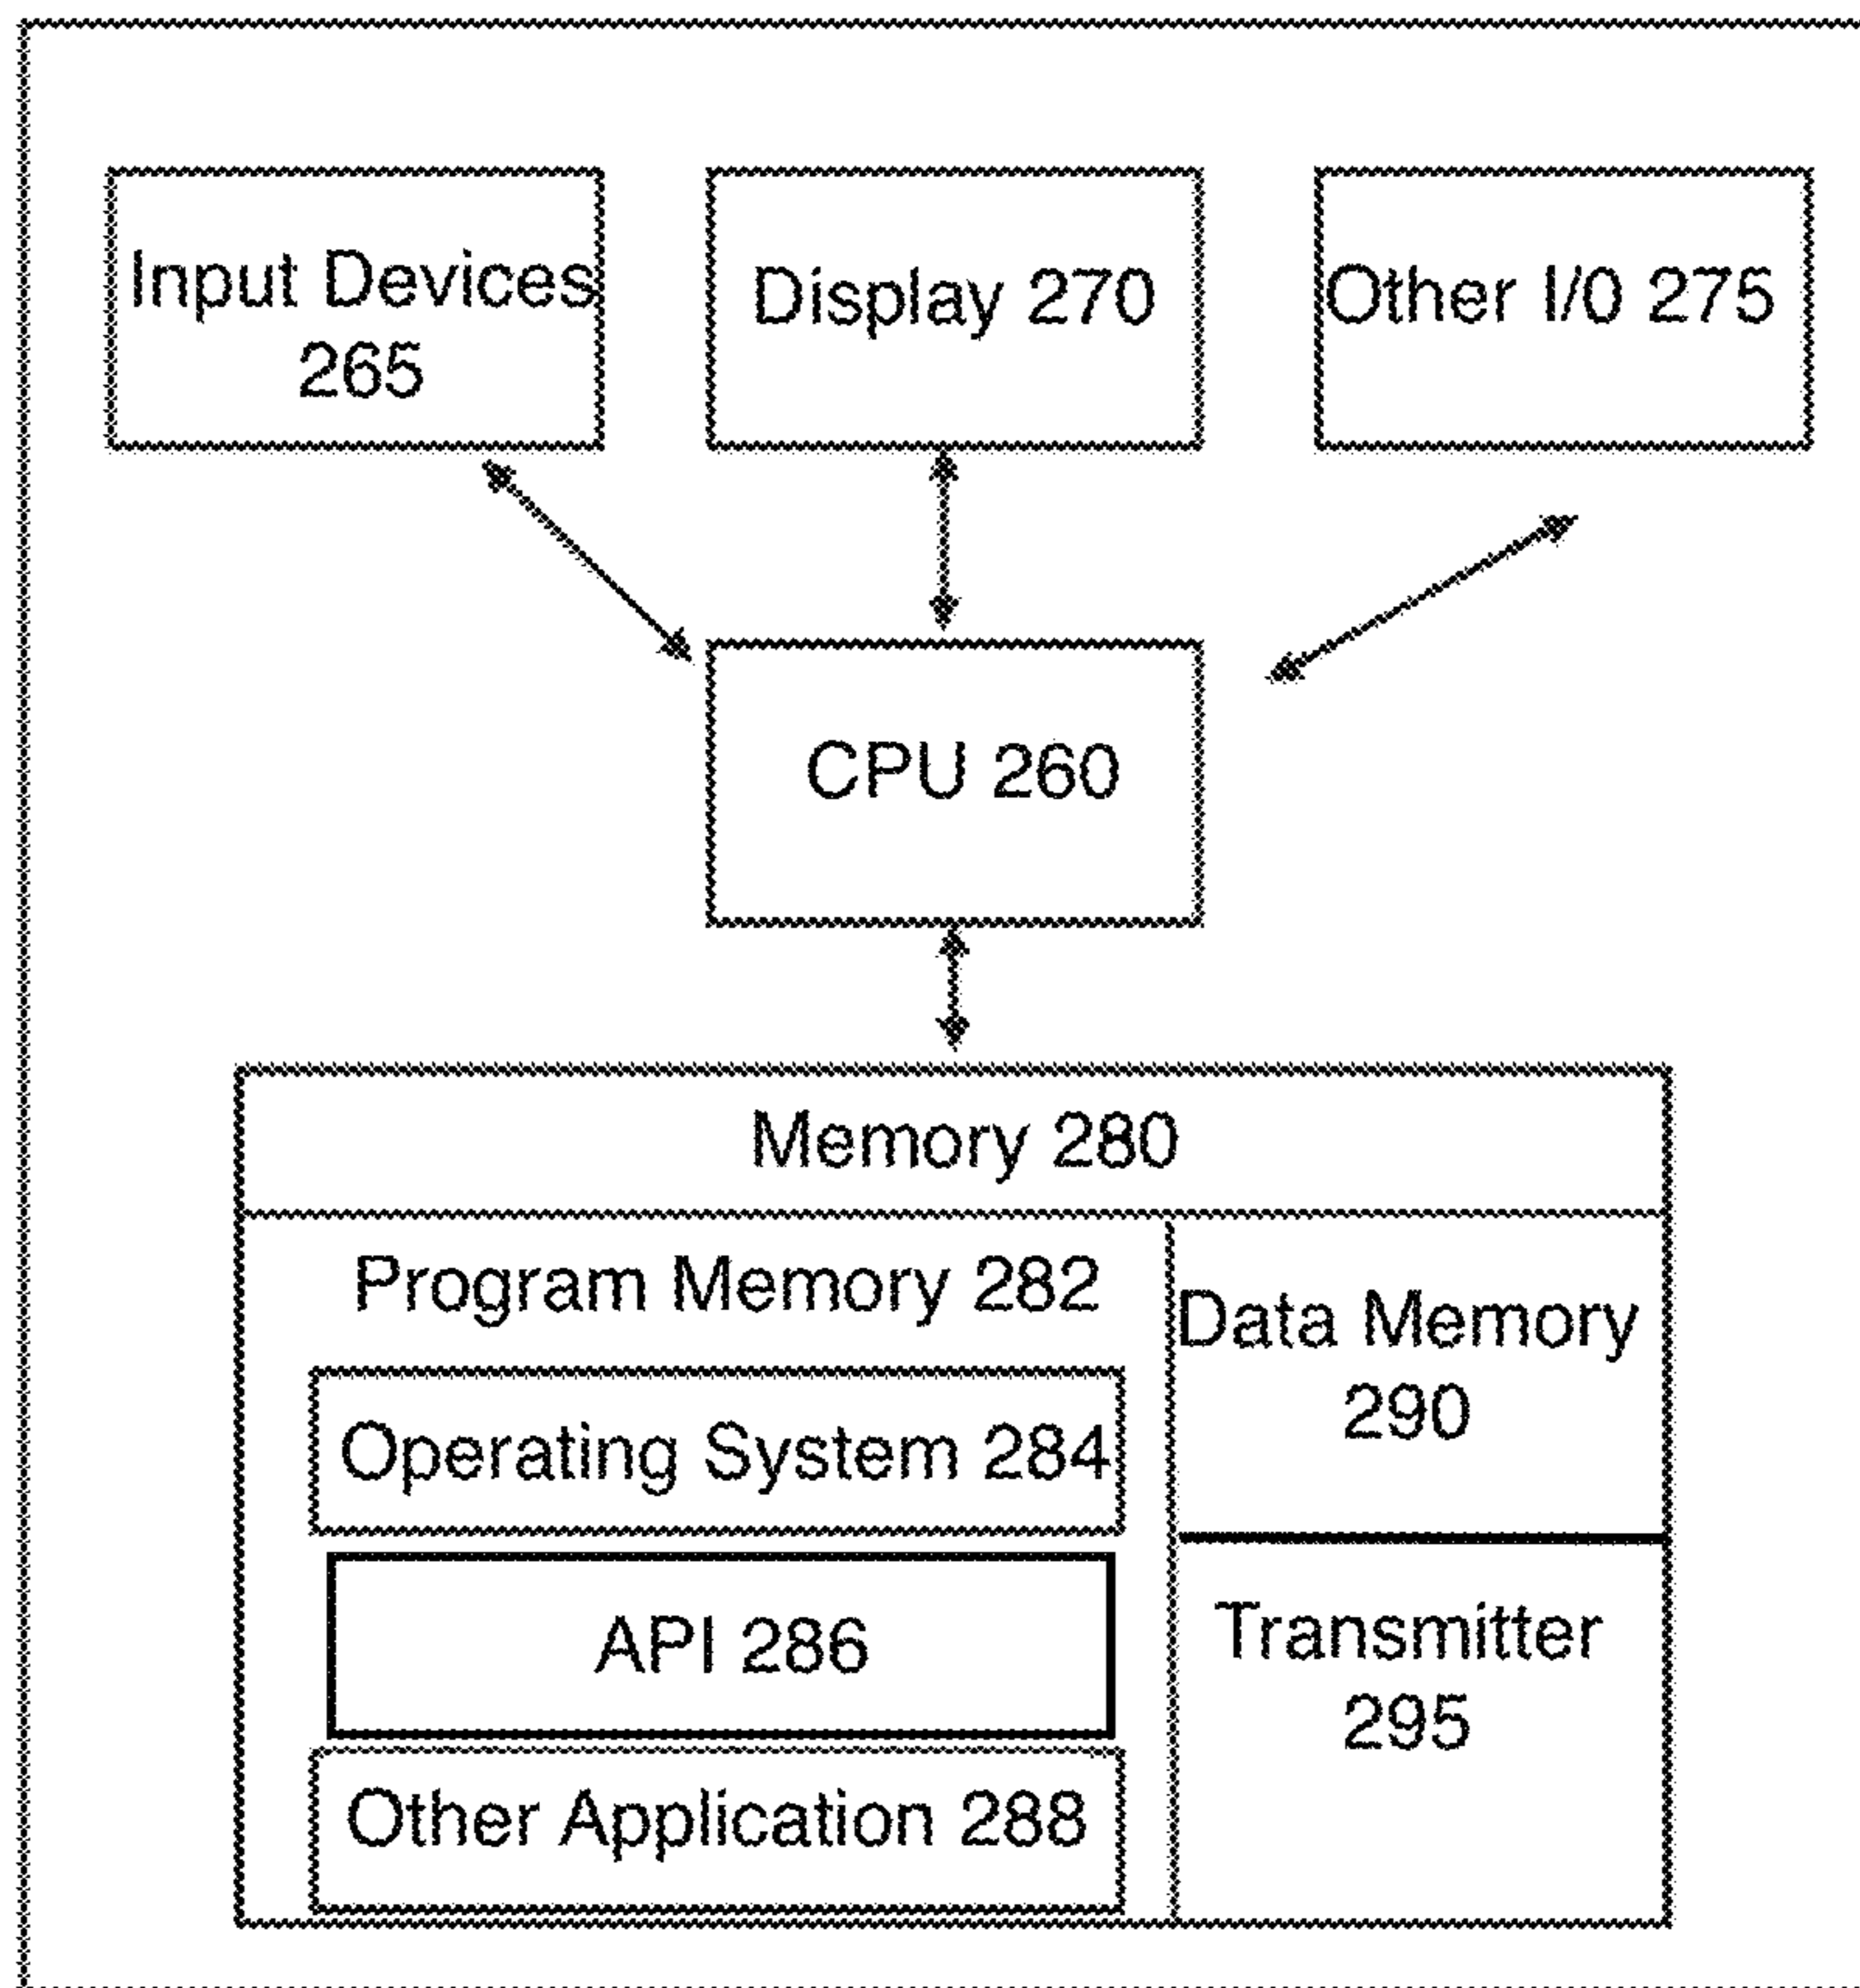 Input Devices
265
Display 270
Other I/0 275
CPU 260
Memory 280
Program Memory 282
Operating System 284
API 286
Other Application 288
Data Memory
290
Transmitter
295